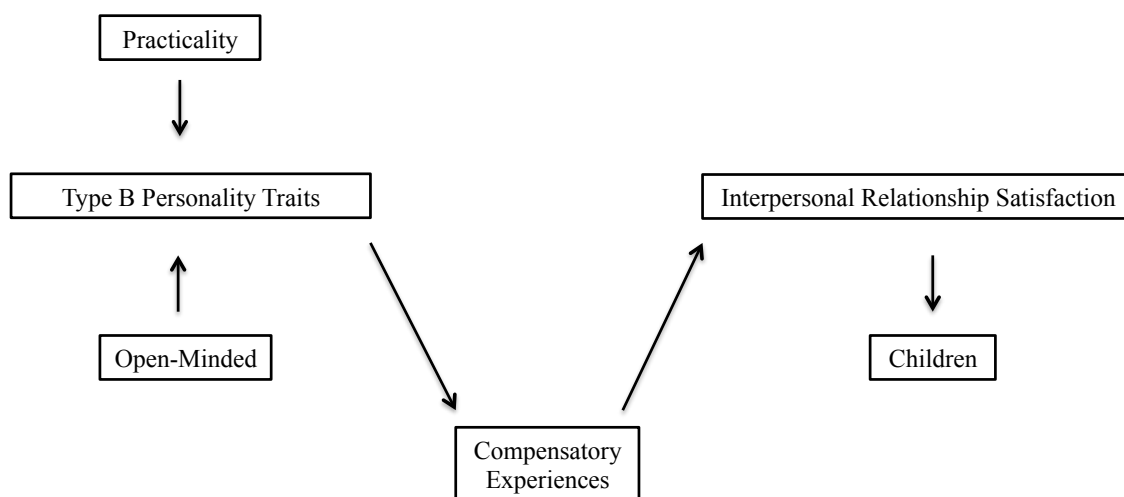 Practicality
Type B Personality Traits
Interpersonal Relationship Satisfaction
Open-Minded
Children
Compensatory
Experiences